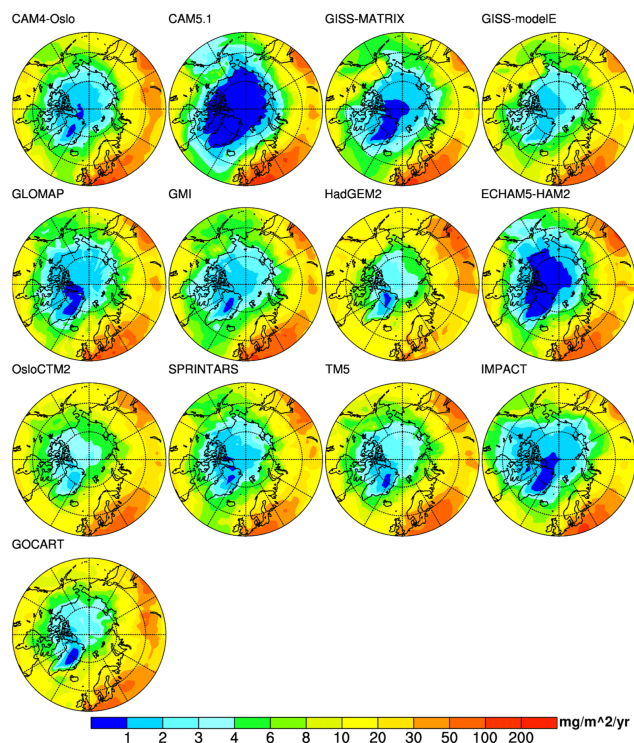 CAM4-Oslo CAM5.1 GISS-MATRIX GISS-modelE
GLOMAP GMI HadGEM2 ECHAM5-HAM2
OsloCTM2 SPRINTARS TM5 IMPACT
GOCART
mg/m^2/yr
1 2 3 4 6 8 10 20 30 50 100 200